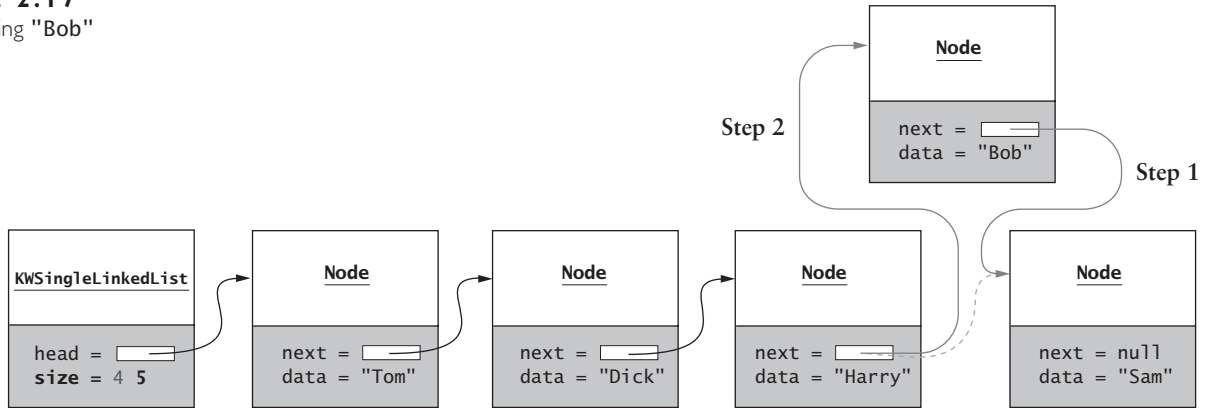 2.17
"Bob"
Node
next =
data = "Bob"
Step 2
Step 1
KWSingleLinkedList
head =
size = 4 5
Node
next =
data = "Tom"
Node
next =
data = "Dick"
Node
next =
data = "Harry"
Node
next = null
data = "Sam"